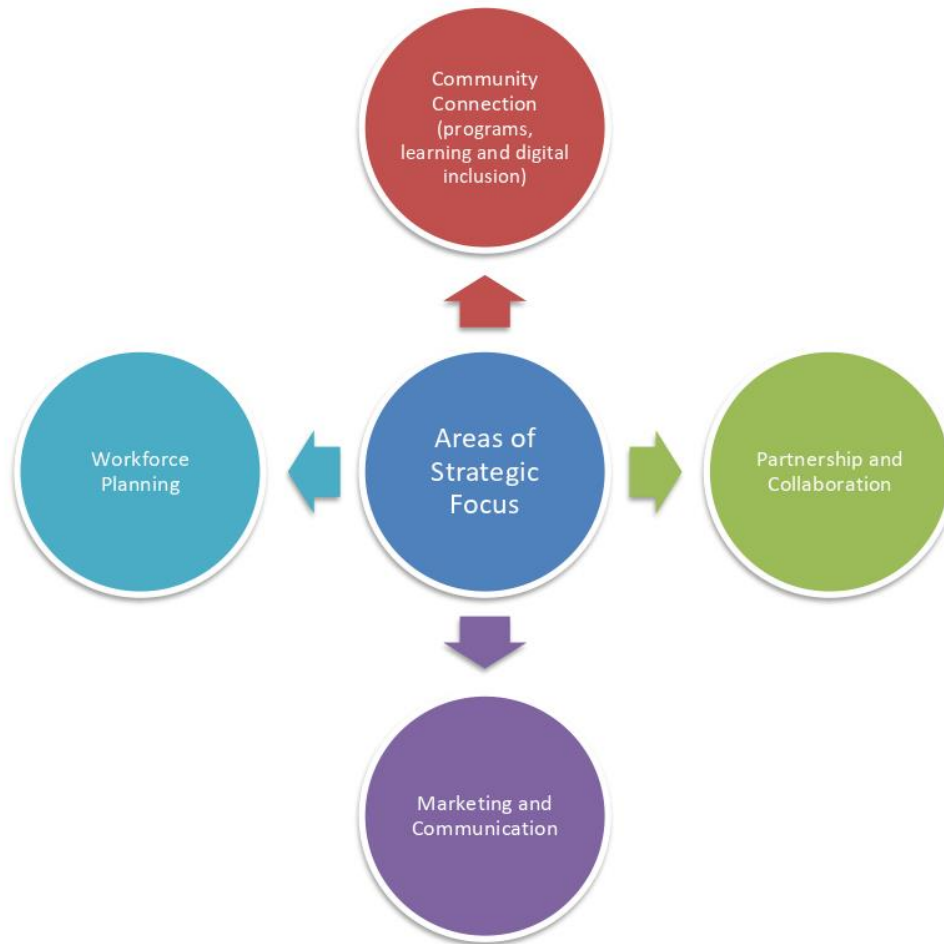 Community
Connection
(programs,
learning and digital
inclusion)
Workforce
Planning
Areas of
Strategic
Focus
Partnership and
Collaboration
Marketing and
Communication